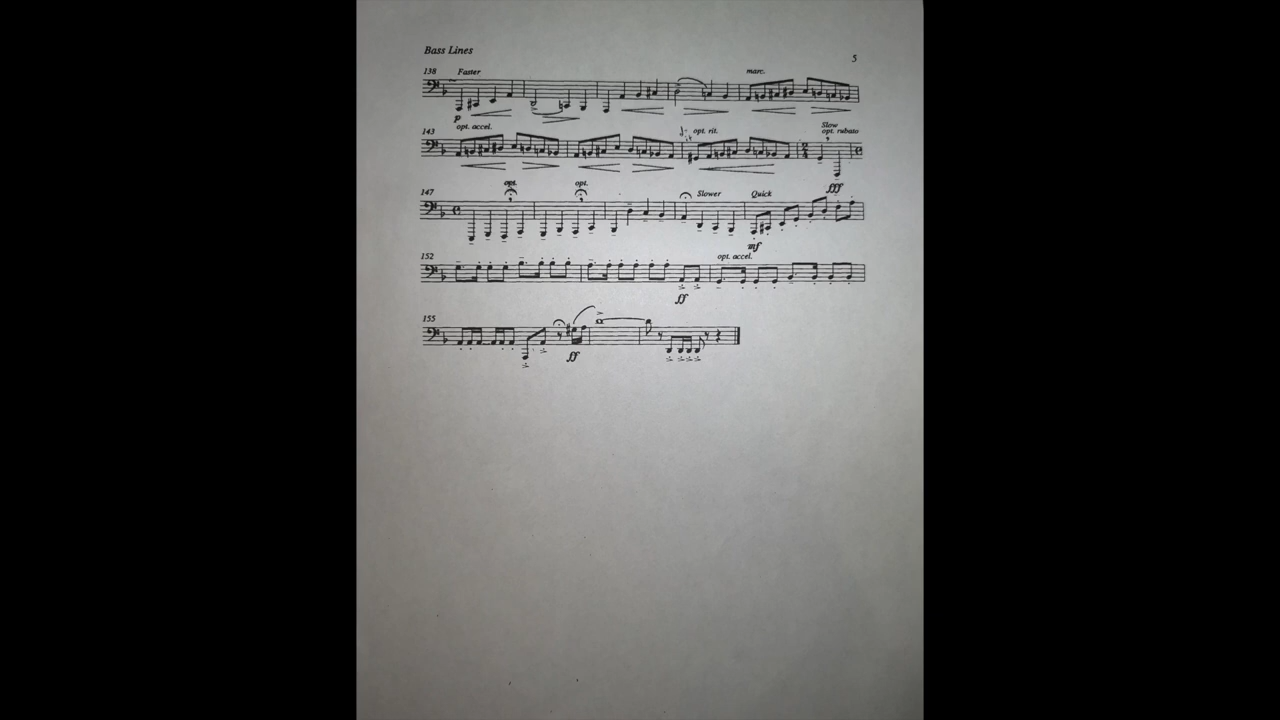 Bass Lines
5
138 Faster marc.
p
opt. accel.
143 opt. rit. Slow
opt. rubato
fff
147 opt. opt. Slower Quick
mf
152 opt. accel.
ff
155
ff